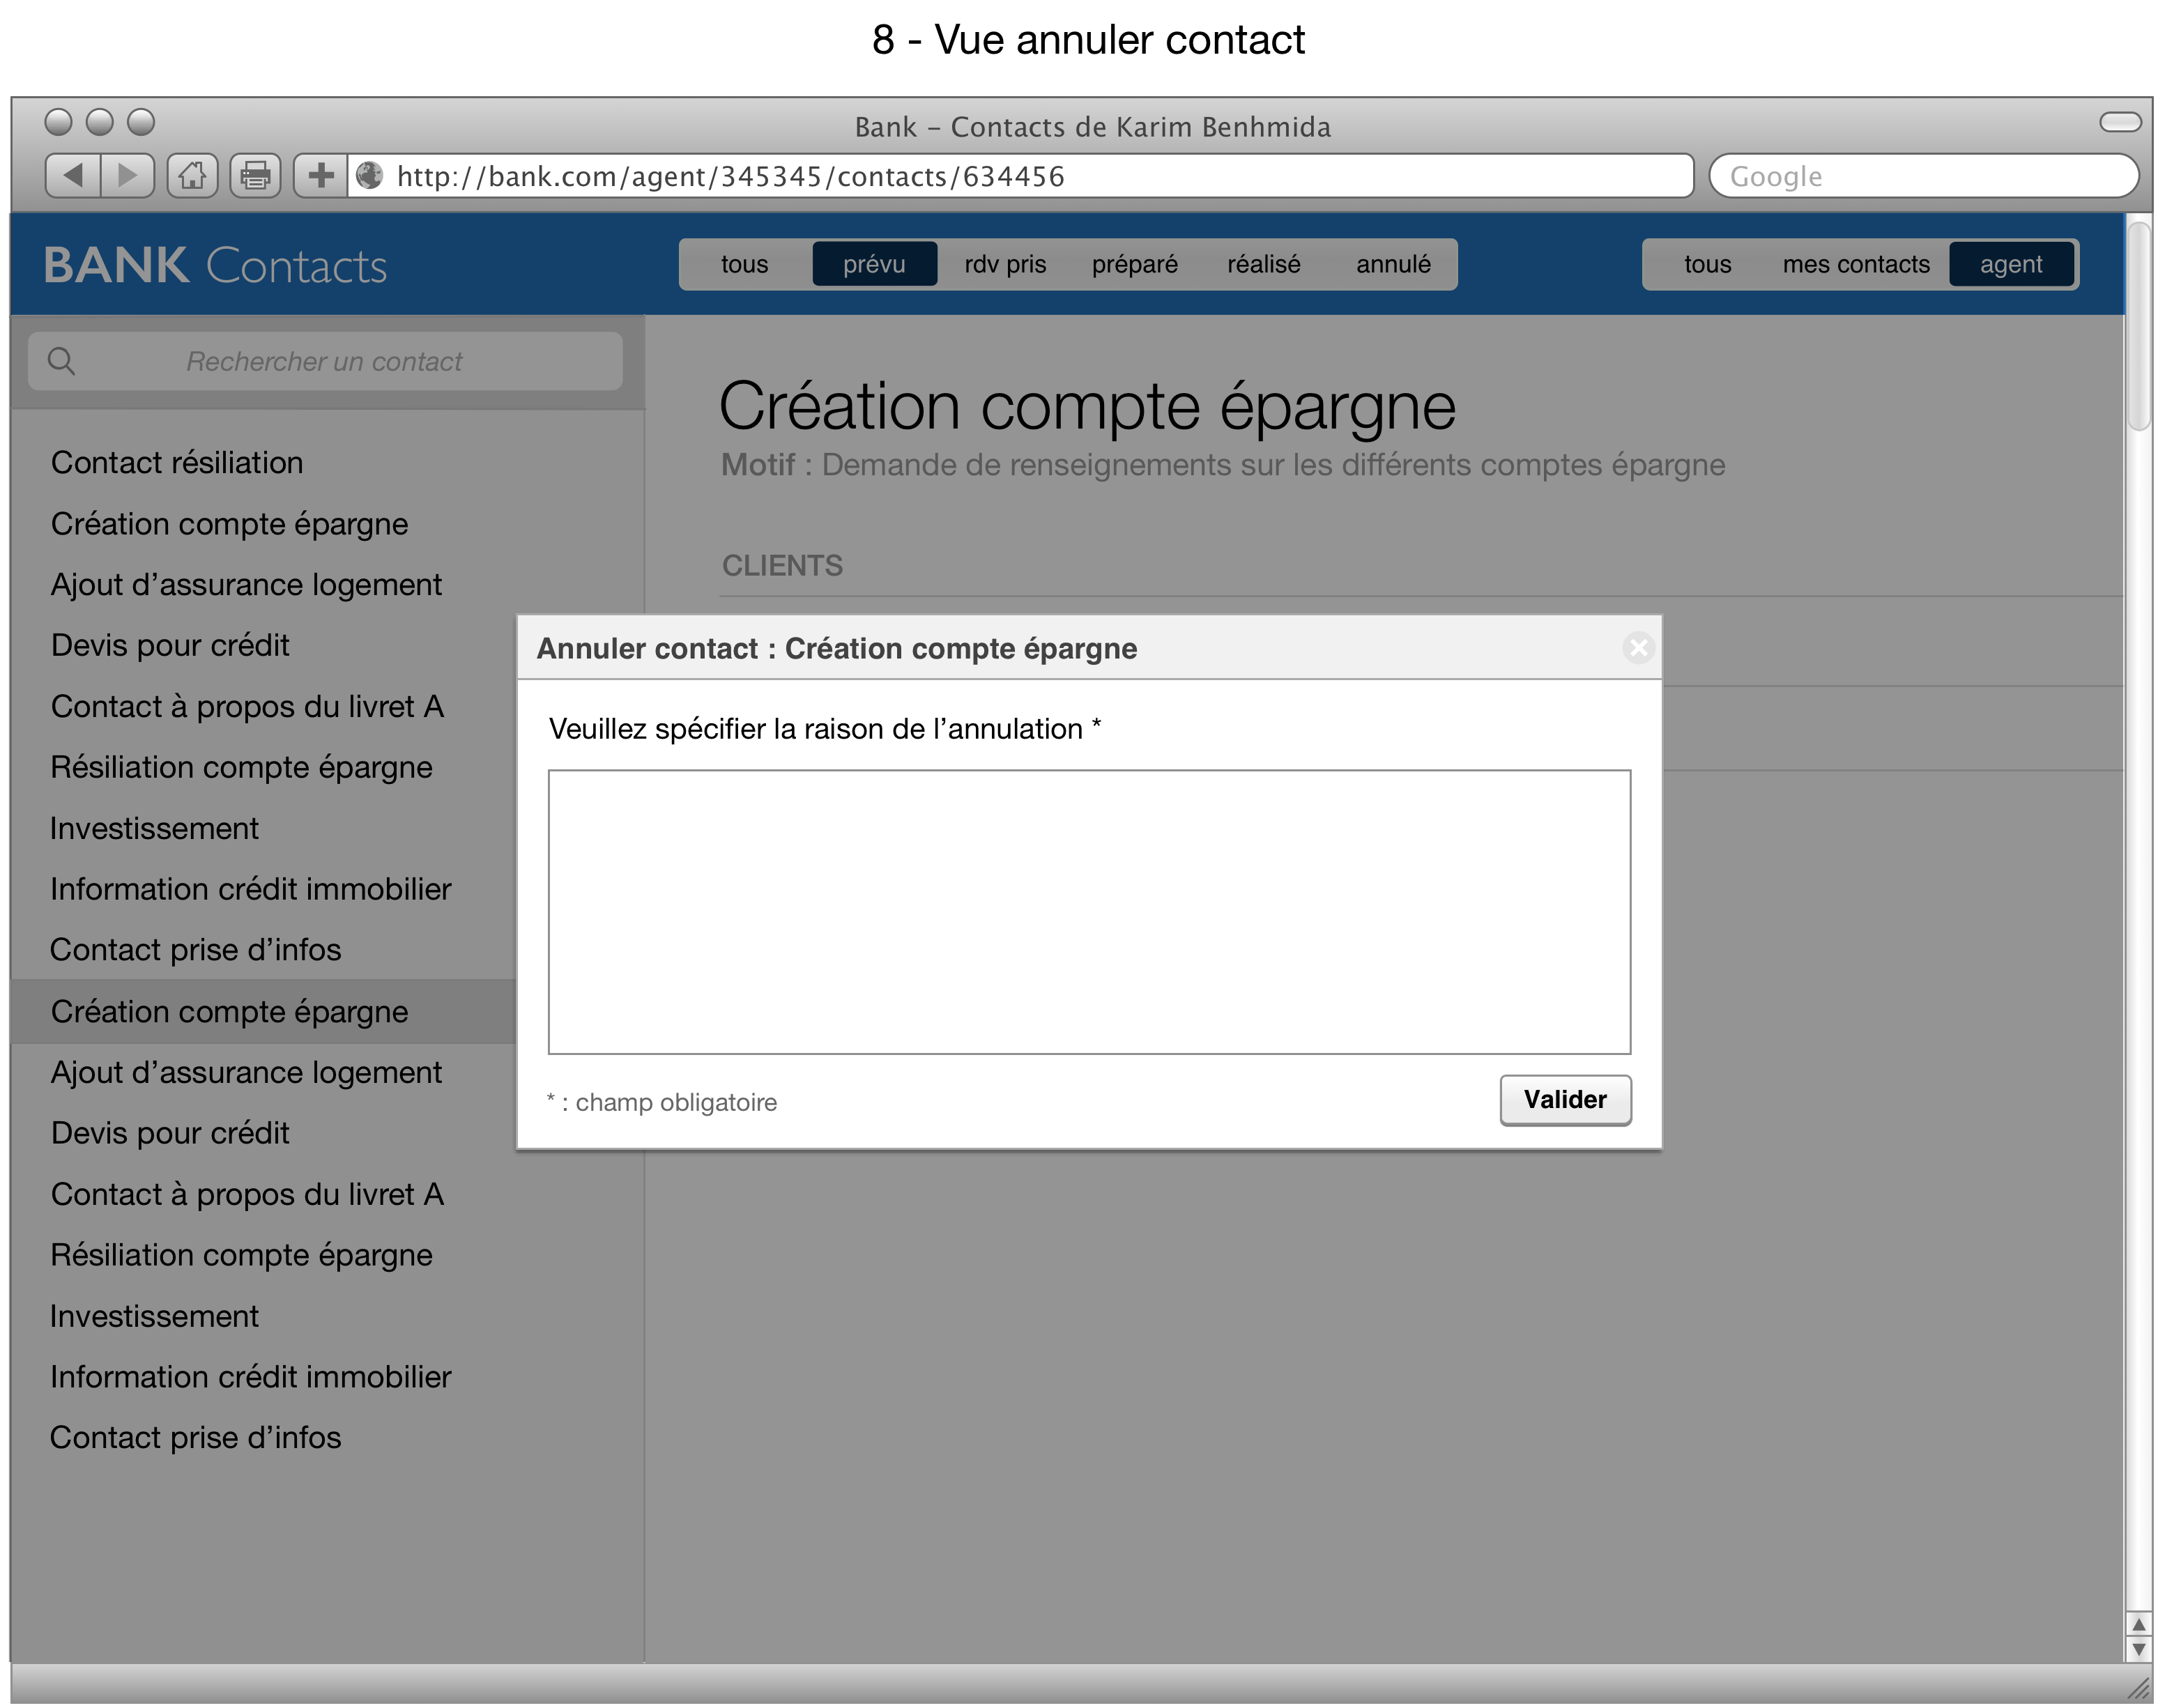 8 - Vue annuler contact
Bank – Contacts de Karim Benhmida
http://bank.com/agent/345345/contacts/634456
Google
BANK Contacts
tous prévu rdv pris préparé réalisé annulé
tous mes contacts agent
Rechercher un contact
Contact résiliation
Création compte épargne
Ajout d’assurance logement
Devis pour crédit
Contact à propos du livret A
Résiliation compte épargne
Investissement
Information crédit immobilier
Contact prise d’infos
Création compte épargne
Ajout d’assurance logement
Devis pour crédit
Contact à propos du livret A
Résiliation compte épargne
Investissement
Information crédit immobilier
Contact prise d’infos
Création compte épargne
Motif : Demande de renseignements sur les différents comptes épargne
CLIENTS
Annuler contact : Création compte épargne
Veuillez spécifier la raison de l’annulation *
* : champ obligatoire
Valider